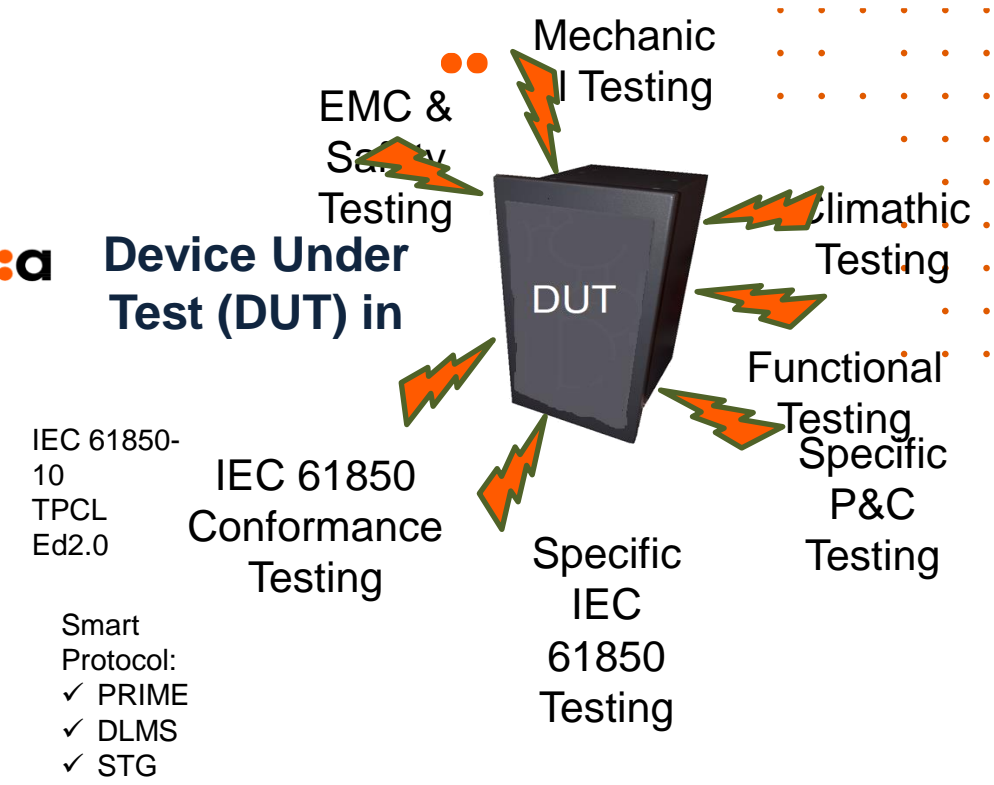 Mechanic
l Testing
EMC &
Safety
Testing
Climathic
Testing
:a
Device Under
Test (DUT) in
DUT
Functional
Testing
IEC 61850-
10
TPCL
Ed2.0
IEC 61850
Conformance
Testing
Specific
P&C
Testing
Specific
IEC
61850
Testing
Smart
Protocol:
✓ PRIME
✓ DLMS
✓ STG